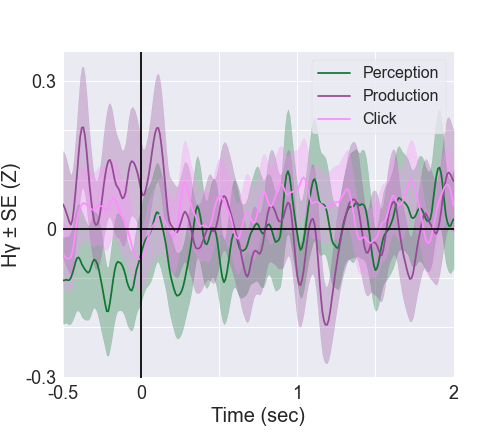 Perception
Production
Click
Hγ ± SE (Z)
0.3
0
-0.3
-0.5 0 1 2
Time (sec)